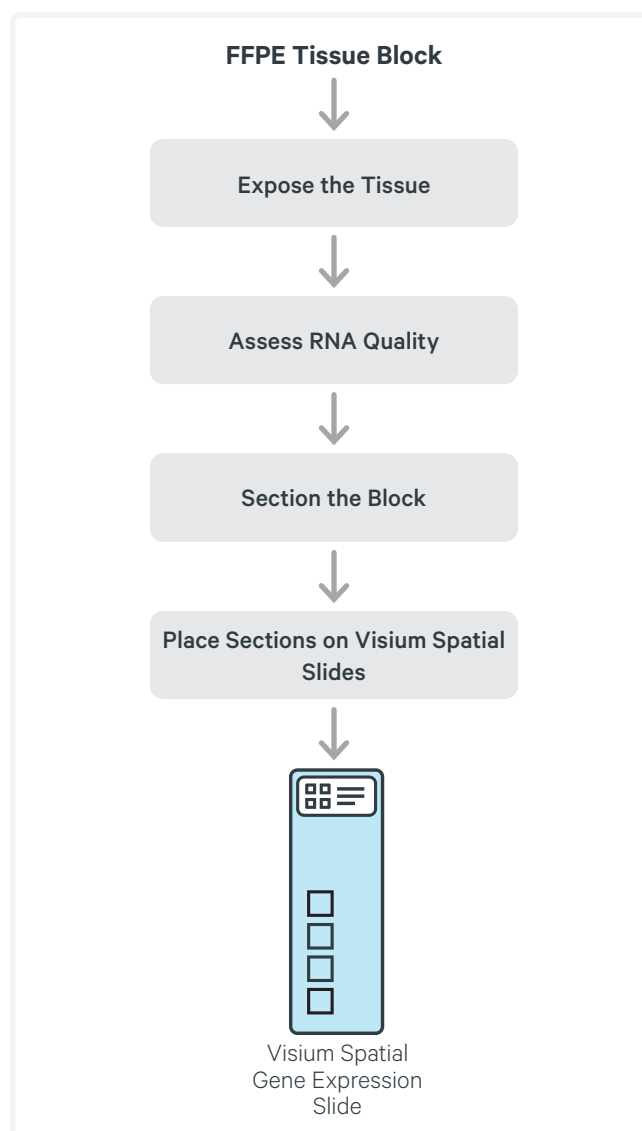 FFPE Tissue Block
Expose the Tissue
Assess RNA Quality
Section the Block
Place Sections on Visium Spatial
Slides
Visium Spatial
Gene Expression
Slide